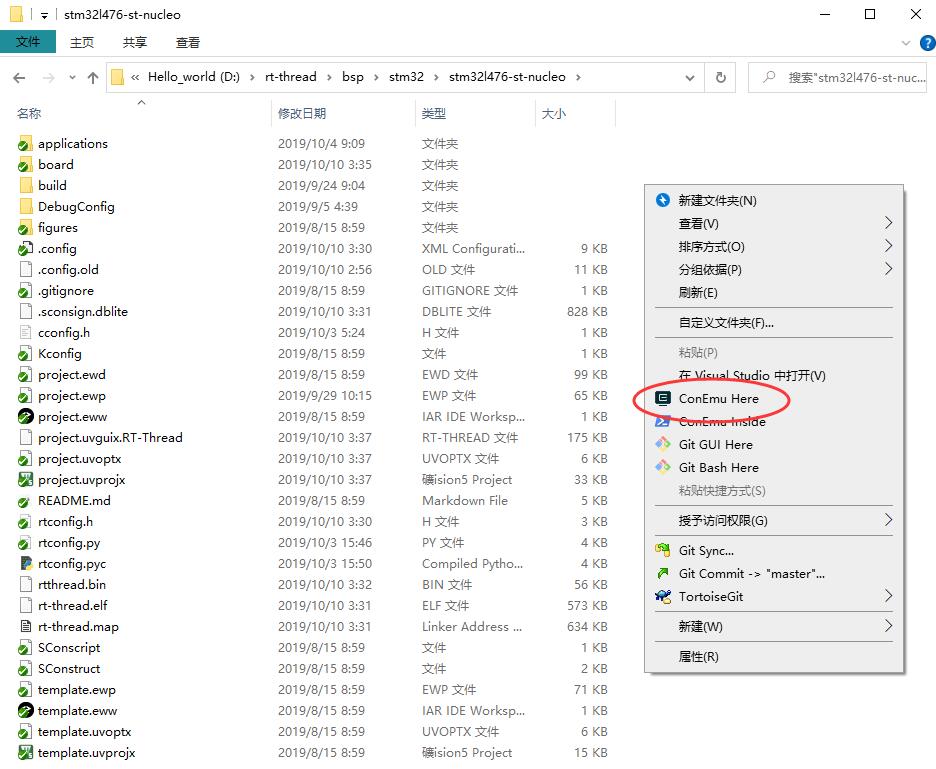 stm32l476-st-nucleo
文件 主页 共享 查看
« Hello_world (D:) › rt-thread › bsp › stm32 › stm32l476-st-nucleo ›
搜索"stm32l476-st-nuc...
名称 修改日期 类型 大小
applications 2019/10/4 9:09 文件夹
board 2019/10/10 3:35 文件夹
build 2019/9/24 9:04 文件夹
DebugConfig 2019/9/5 4:39 文件夹
figures 2019/8/15 8:59 文件夹
.config 2019/10/10 3:30 XML Configurati... 9 KB
.config.old 2019/10/10 2:56 OLD 文件 11 KB
.gitignore 2019/8/15 8:59 GITIGNORE 文件 1 KB
.sconsign.dblite 2019/10/10 3:31 DBLITE 文件 828 KB
cconfig.h 2019/10/3 5:24 H 文件 1 KB
Kconfig 2019/8/15 8:59 文件 1 KB
project.ewd 2019/8/15 8:59 EWD 文件 99 KB
project.ewp 2019/9/29 10:15 EWP 文件 65 KB
project.eww 2019/8/15 8:59 IAR IDE Worksp... 1 KB
project.uvguix.RT-Thread 2019/10/10 3:37 RT-THREAD 文件 175 KB
project.uvoptx 2019/10/10 3:37 UVOPTX 文件 6 KB
project.uvprojx 2019/10/10 3:37 礦ision5 Project 33 KB
README.md 2019/8/15 8:59 Markdown File 5 KB
rtconfig.h 2019/10/10 3:30 H 文件 3 KB
rtconfig.py 2019/10/3 15:46 PY 文件 4 KB
rtconfig.pyc 2019/10/3 15:50 Compiled Pytho... 4 KB
rtthread.bin 2019/10/10 3:32 BIN 文件 56 KB
rt-thread.elf 2019/10/10 3:31 ELF 文件 573 KB
rt-thread.map 2019/10/10 3:31 Linker Address ... 634 KB
SConscript 2019/8/15 8:59 文件 1 KB
SConstruct 2019/8/15 8:59 文件 2 KB
template.ewp 2019/8/15 8:59 EWP 文件 71 KB
template.eww 2019/8/15 8:59 IAR IDE Worksp... 1 KB
template.uvoptx 2019/8/15 8:59 UVOPTX 文件 6 KB
template.uvprojx 2019/8/15 8:59 礦ision5 Project 15 KB
新建文件夹(N)
查看(V)
排序方式(O)
分组依据(P)
刷新(E)
自定义文件夹(F)...
粘贴(P)
在 Visual Studio 中打开(V)
ConEmu Here
ConEmu Inside
Git GUI Here
Git Bash Here
粘贴快捷方式(S)
授予访问权限(G)
Git Sync...
Git Commit -> "master"...
TortoiseGit
新建(W)
属性(R)